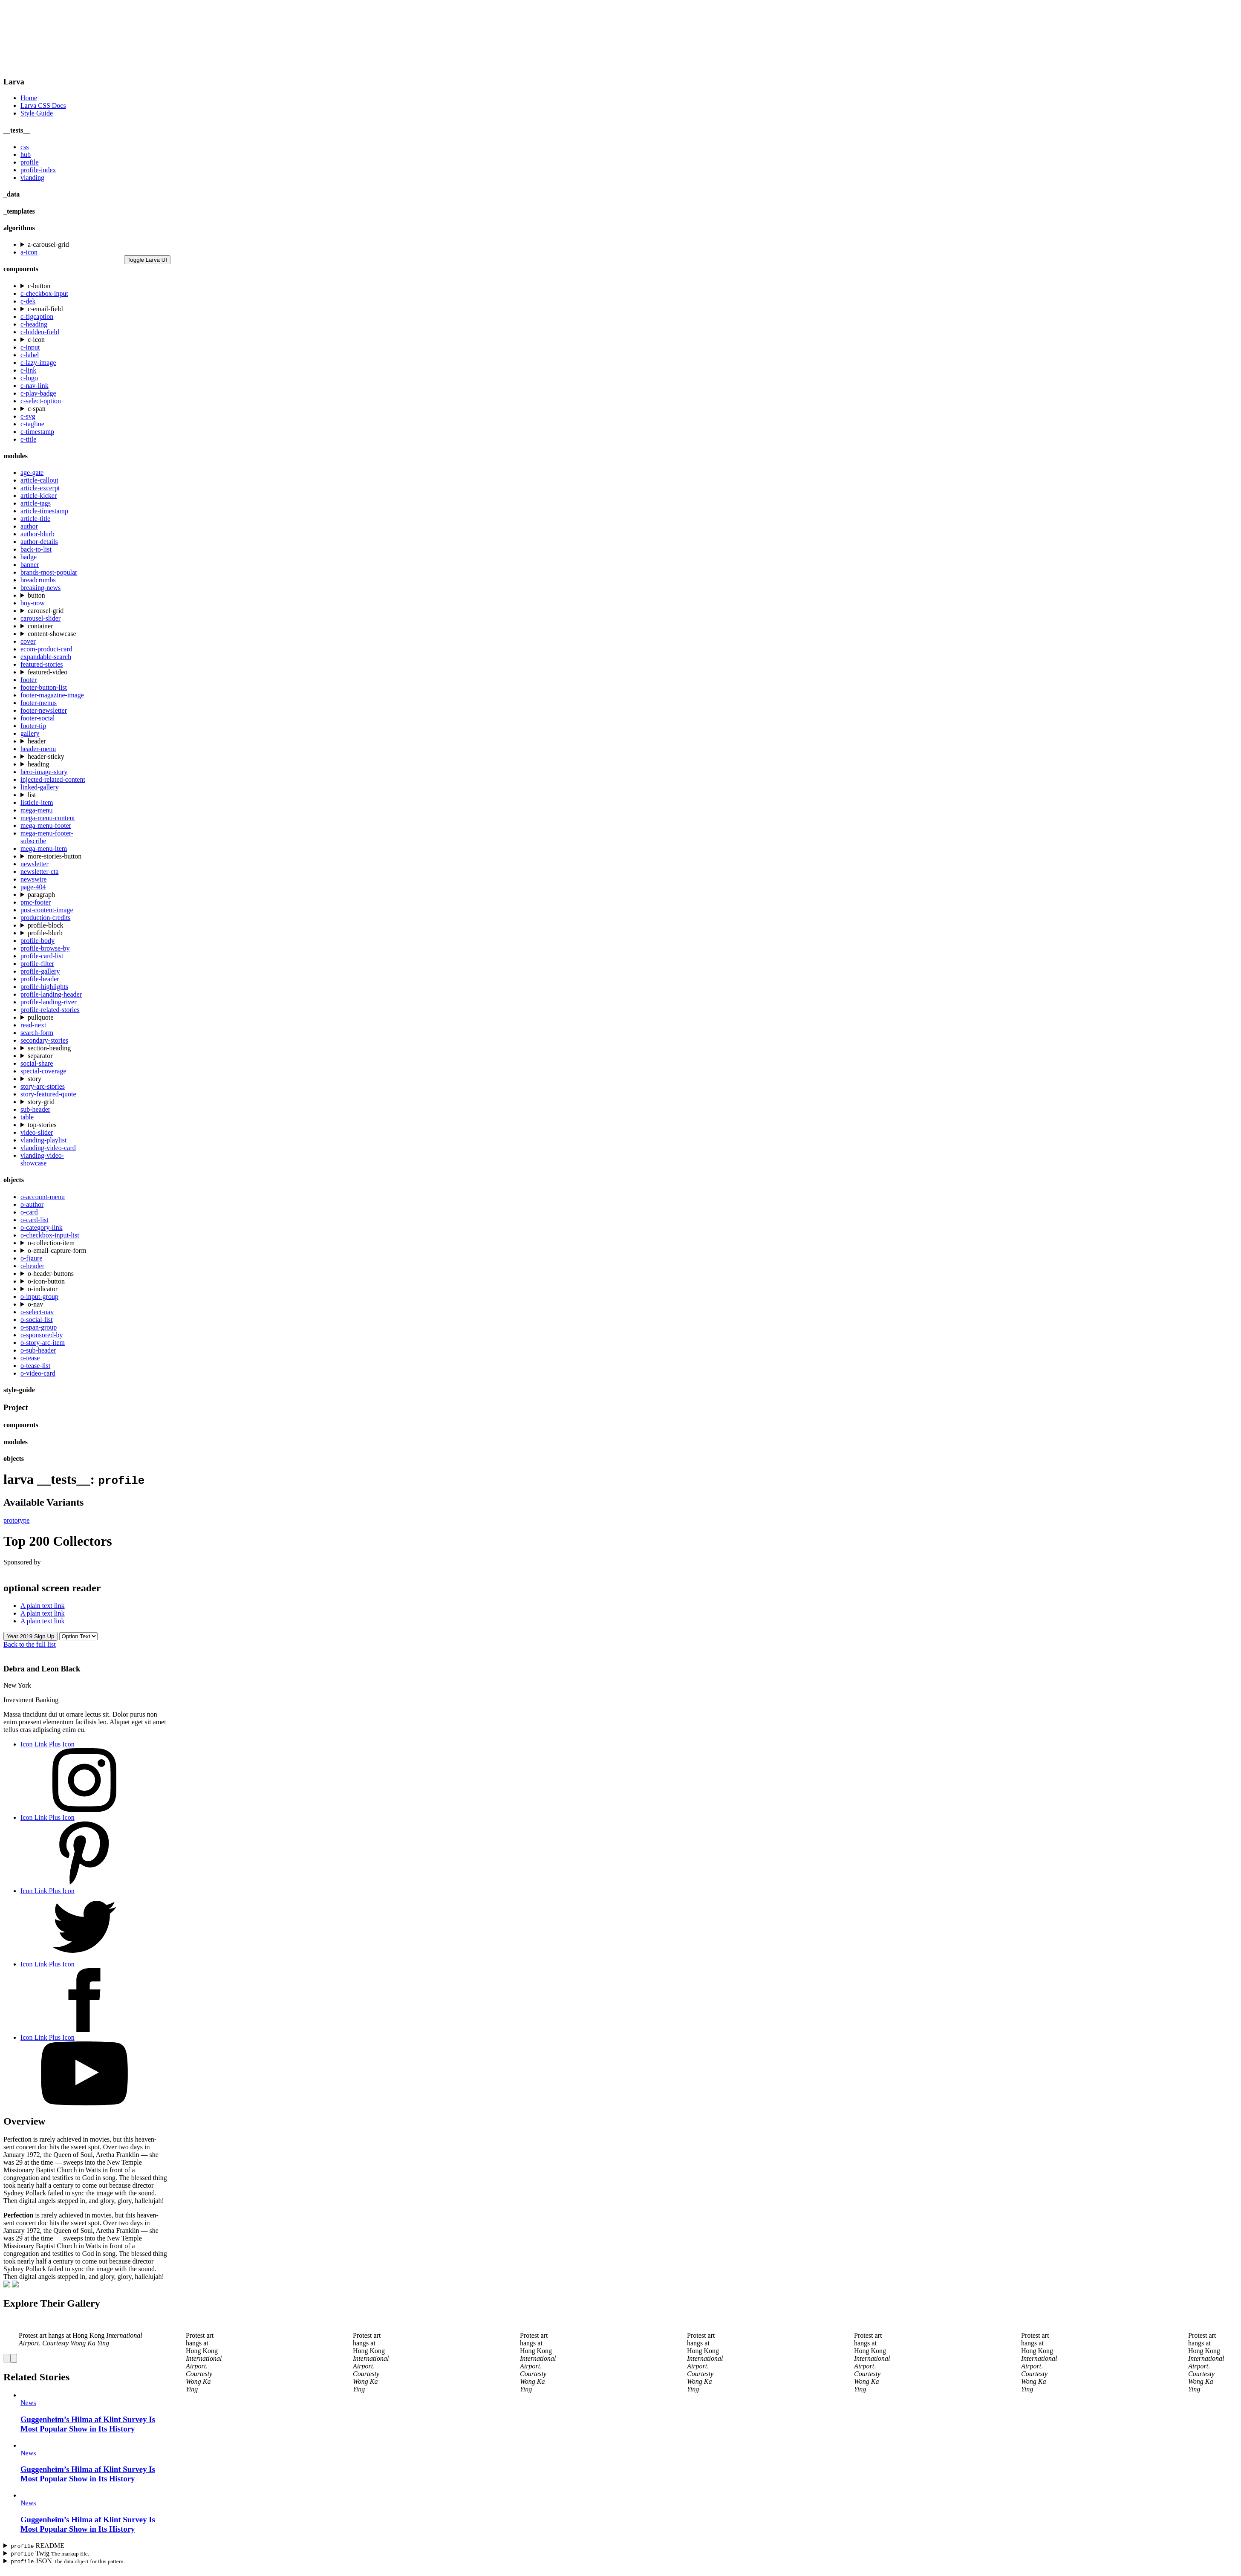 Larva
Home
Larva CSS Docs
Style Guide
__tests__
css
hub
profile
profile-index
vlanding
_data
_templates
algorithms
a-carousel-grid
a-icon
Toggle Larva UI
components
c-button
c-checkbox-input
c-dek
c-email-field
c-figcaption
c-heading
c-hidden-field
c-icon
c-input
c-label
c-lazy-image
c-link
c-logo
c-nav-link
c-play-badge
c-select-option
c-span
c-svg
c-tagline
c-timestamp
c-title
modules
age-gate
article-callout
article-excerpt
article-kicker
article-tags
article-timestamp
article-title
author
author-blurb
author-details
back-to-list
badge
banner
brands-most-popular
breadcrumbs
breaking-news
button
buy-now
carousel-grid
carousel-slider
container
content-showcase
cover
ecom-product-card
expandable-search
featured-stories
featured-video
footer
footer-button-list
footer-magazine-image
footer-menus
footer-newsletter
footer-social
footer-tip
gallery
header
header-menu
header-sticky
heading
hero-image-story
injected-related-content
linked-gallery
list
listicle-item
mega-menu
mega-menu-content
mega-menu-footer
mega-menu-footer-
subscribe
mega-menu-item
more-stories-button
newsletter
newsletter-cta
newswire
page-404
paragraph
pmc-footer
post-content-image
production-credits
profile-block
profile-blurb
profile-body
profile-browse-by
profile-card-list
profile-filter
profile-gallery
profile-header
profile-highlights
profile-landing-header
profile-landing-river
profile-related-stories
pullquote
read-next
search-form
secondary-stories
section-heading
separator
social-share
special-coverage
story
story-arc-stories
story-featured-quote
story-grid
sub-header
table
top-stories
video-slider
vlanding-playlist
vlanding-video-card
vlanding-video-
showcase
objects
o-account-menu
o-author
o-card
o-card-list
o-category-link
o-checkbox-input-list
o-collection-item
o-email-capture-form
o-figure
o-header
o-header-buttons
o-icon-button
o-indicator
o-input-group
o-nav
o-select-nav
o-social-list
o-span-group
o-sponsored-by
o-story-arc-item
o-sub-header
o-tease
o-tease-list
o-video-card
style-guide
Project
components
modules
objects
larva __tests__: profile
Available Variants
prototype
Top 200 Collectors
Sponsored by
optional screen reader
A plain text link
A plain text link
A plain text link
Year 2019 Sign Up Option Text
Back to the full list
Debra and Leon Black
New York
Investment Banking
Massa tincidunt dui ut ornare lectus sit. Dolor purus non
enim praesent elementum facilisis leo. Aliquet eget sit amet
tellus cras adipiscing enim eu.
Icon Link Plus Icon
Icon Link Plus Icon
Icon Link Plus Icon
Icon Link Plus Icon
Icon Link Plus Icon
Overview
Perfection is rarely achieved in movies, but this heaven-
sent concert doc hits the sweet spot. Over two days in
January 1972, the Queen of Soul, Aretha Franklin — she
was 29 at the time — sweeps into the New Temple
Missionary Baptist Church in Watts in front of a
congregation and testifies to God in song. The blessed thing
took nearly half a century to come out because director
Sydney Pollack failed to sync the image with the sound.
Then digital angels stepped in, and glory, glory, hallelujah!
Perfection is rarely achieved in movies, but this heaven-
sent concert doc hits the sweet spot. Over two days in
January 1972, the Queen of Soul, Aretha Franklin — she
was 29 at the time — sweeps into the New Temple
Missionary Baptist Church in Watts in front of a
congregation and testifies to God in song. The blessed thing
took nearly half a century to come out because director
Sydney Pollack failed to sync the image with the sound.
Then digital angels stepped in, and glory, glory, hallelujah!
Explore Their Gallery
Protest art hangs at Hong Kong International
Airport. Courtesty Wong Ka Ying
Protest art
hangs at
Hong Kong
International
Airport.
Courtesty
Wong Ka
Ying
Protest art
hangs at
Hong Kong
International
Airport.
Courtesty
Wong Ka
Ying
Protest art
hangs at
Hong Kong
International
Airport.
Courtesty
Wong Ka
Ying
Protest art
hangs at
Hong Kong
International
Airport.
Courtesty
Wong Ka
Ying
Protest art
hangs at
Hong Kong
International
Airport.
Courtesty
Wong Ka
Ying
Protest art
hangs at
Hong Kong
International
Airport.
Courtesty
Wong Ka
Ying
Protest art
hangs at
Hong Kong
International
Airport.
Courtesty
Wong Ka
Ying
Related Stories
News
Guggenheim’s Hilma af Klint Survey Is
Most Popular Show in Its History
News
Guggenheim’s Hilma af Klint Survey Is
Most Popular Show in Its History
News
Guggenheim’s Hilma af Klint Survey Is
Most Popular Show in Its History
profile README
profile Twig The markup file.
profile JSON The data object for this pattern.